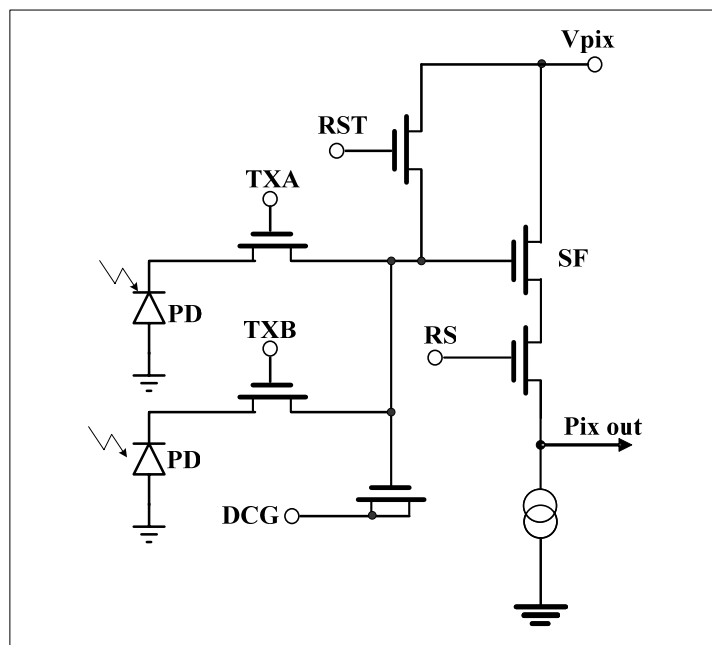 Vpix
RST
TXA
SF
PD
TXB
RS
Pix out
PD
DCG